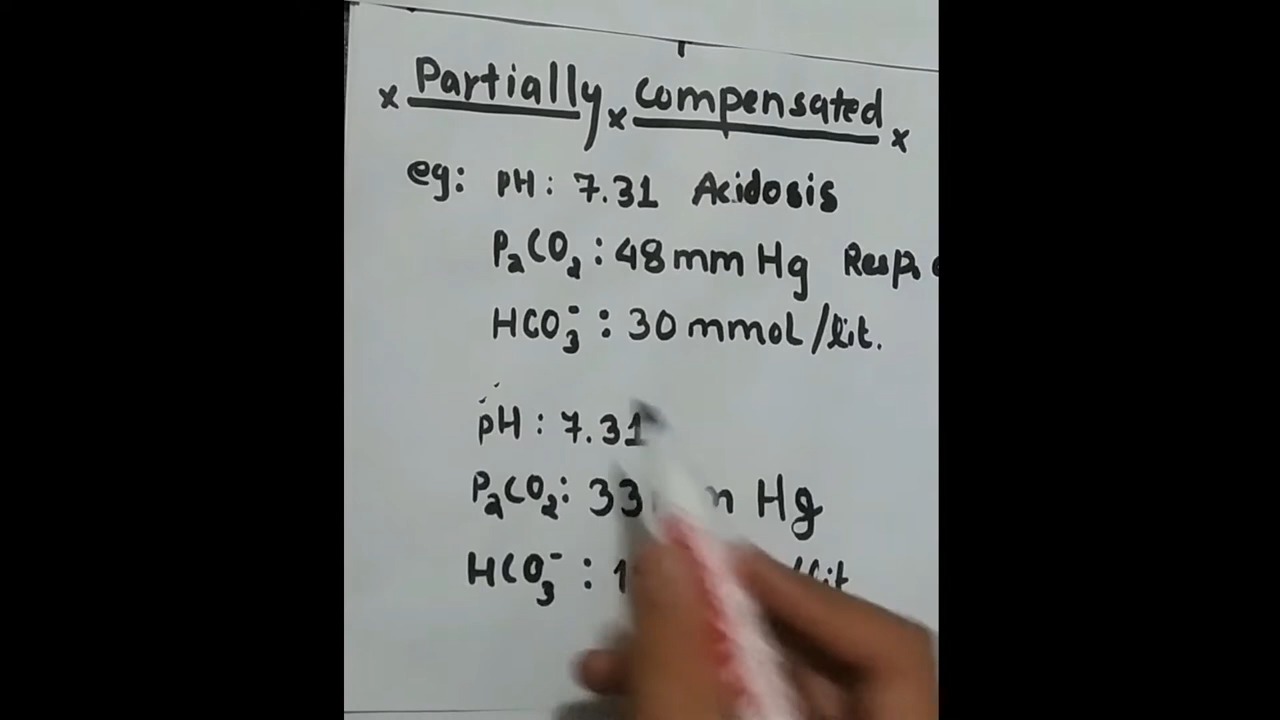 x Partially x compensated x
eg: pH: 7.31 Acidosis
PaCO2: 48 mm Hg Resp.
HCO3-: 30 mmol/lit.
pH: 7.31
PaCO2: 33 Hg
HCO3-: /lit